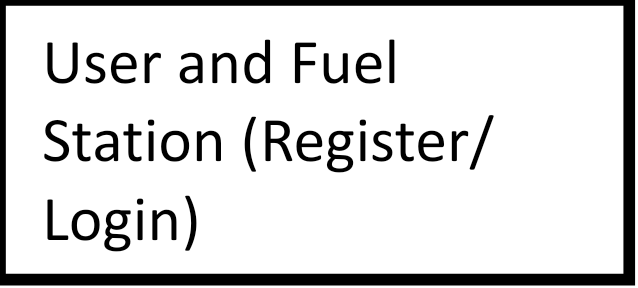 User and Fuel
Station (Register/
Login)